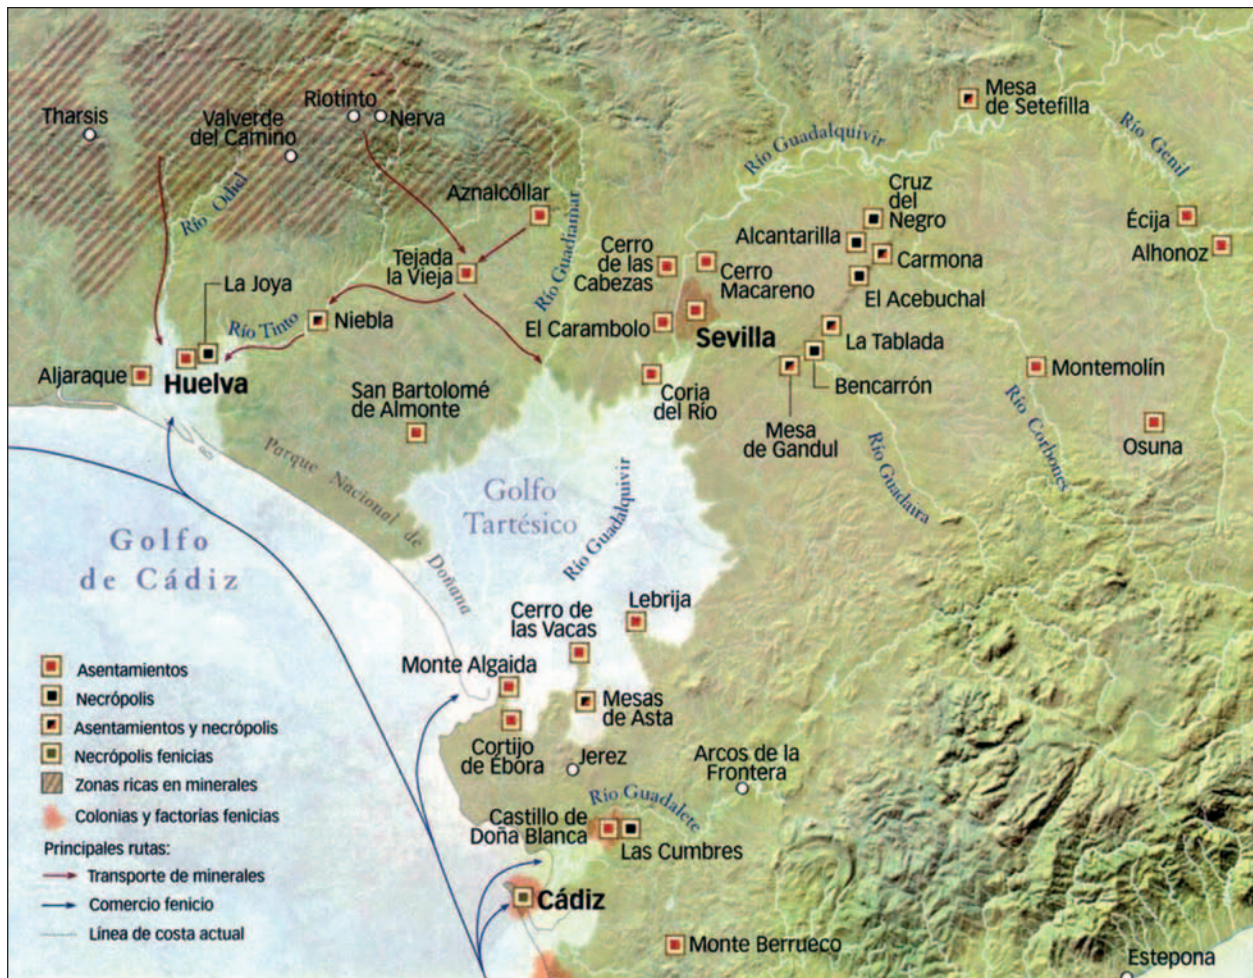 Tharsis
Valverde
del Camino
Riotinto
Nerva
Mesa
de Setefilla
Río Guadalquivir
Río Genil
Río Odiel
Aznalcóllar
Río Guadiamar
Cruz
del
Negro
Écija
Alcantarilla
Alhonoz
Tejada
la Vieja
Cerro
de las
Cabezas
Cerro
Macareno
Carmona
La Joya
El Acebuchal
Río Tinto
Niebla
El Carambolo
Sevilla
La Tablada
Aljaraque
Huelva
Bencarrón
Montemolín
San Bartolomé
de Almonte
Coria
del Río
Mesa
de Gandul
Osuna
Río Corbones
Río Guadaira
Parque Nacional de Doñana
Golfo
Tartésico
Río Guadalquivir
Golfo
de Cádiz
Cerro de
las Vacas
Lebrija
Monte Algaida
Mesas
de Asta
Cortijo
de Ébora
Jerez
Arcos de la
Frontera
Río Guadalete
Castillo de
Doña Blanca
Las Cumbres
Cádiz
Monte Berrueco
Estepona
Asentamientos
Necrópolis
Asentamientos y necrópolis
Necrópolis fenicias
Zonas ricas en minerales
Colonias y factorías fenicias
Principales rutas:
Transporte de minerales
Comercio fenicio
Línea de costa actual